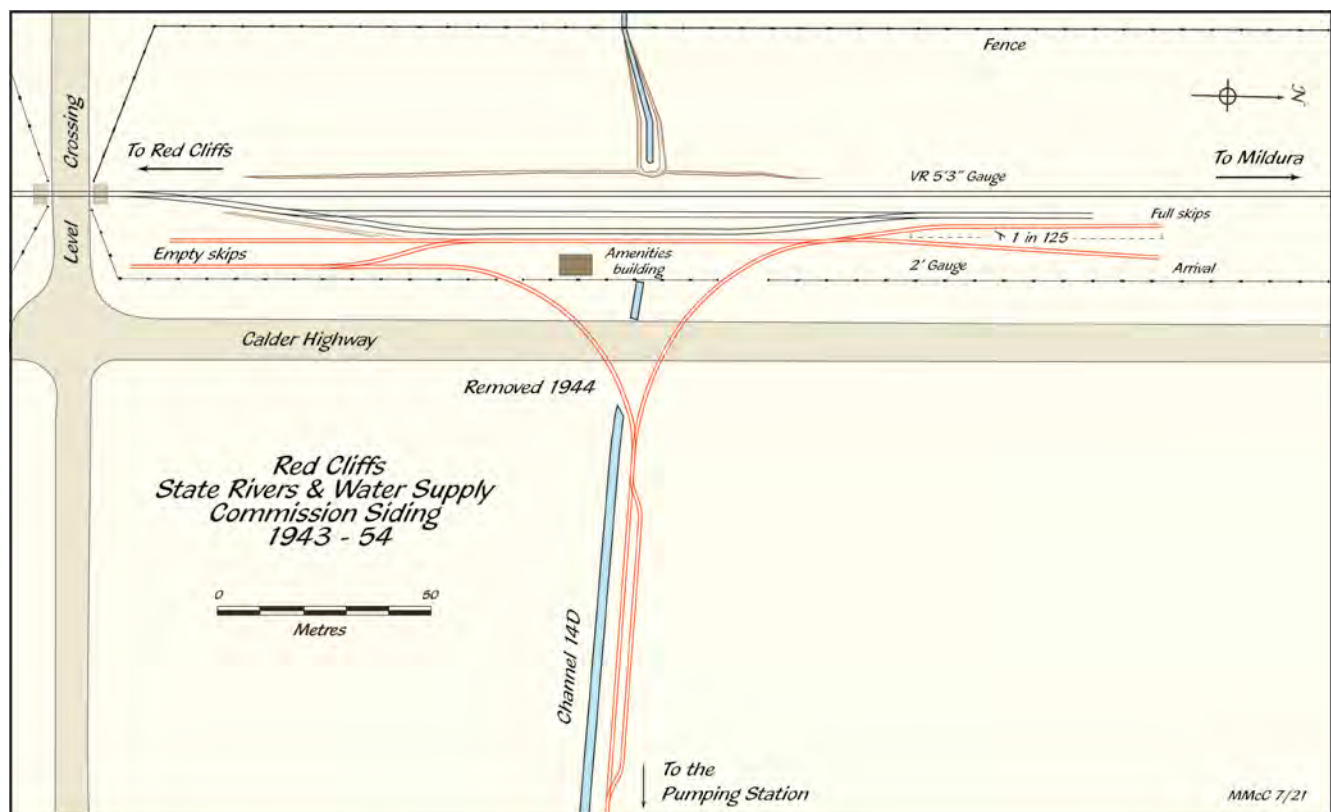 Fence
N
Level Crossing
To Red Cliffs
VR 5'3" Gauge
To Mildura
Full skips
1 in 125
Empty skips
Amenities
building
2' Gauge
Arrival
Calder Highway
Removed 1944
Red Cliffs
State Rivers & Water Supply
Commission Siding
1943 - 54
0 50
Metres
Channel 14D
To the
Pumping Station
MMcC 7/21